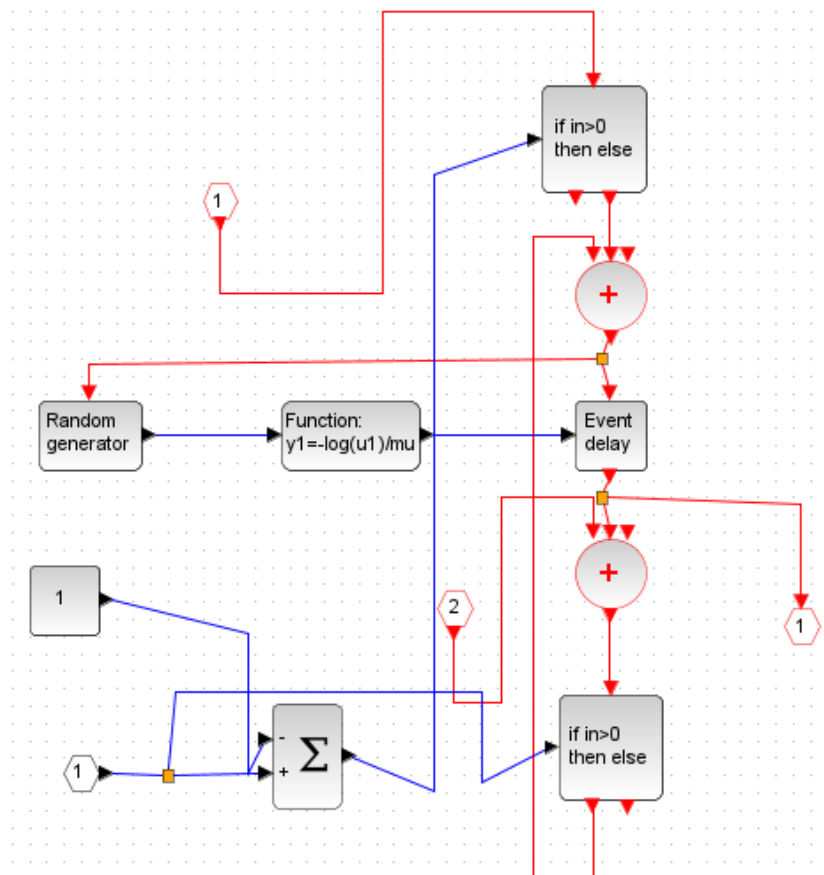 if in>0
then else
1
+
Random
generator
Function:
y1=-log(u1)/mu
Event
delay
+
1
2
1
-
Σ
+
1
if in>0
then else